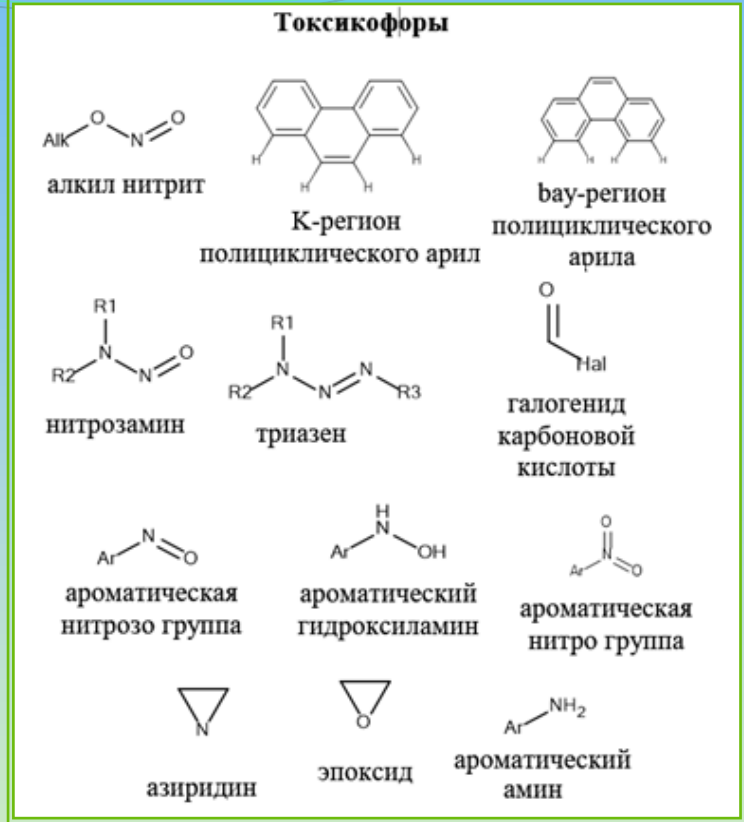 Токсикофоры
Alk O N O
алкил нитрит
H H H H
К-регион
полициклического арил
H H H H
bay-регион
полициклического
арила
R1
R2 N N O
нитрозамин
R1
R2 N N N R3
триазен
O
Hal
галогенид
карбоновой
кислоты
Ar N O
ароматическая
нитрозо группа
H
Ar N OH
ароматический
гидроксиламин
O
Ar N O
ароматическая
нитро группа
N
азиридин
O
эпоксид
Ar NH2
ароматический
амин